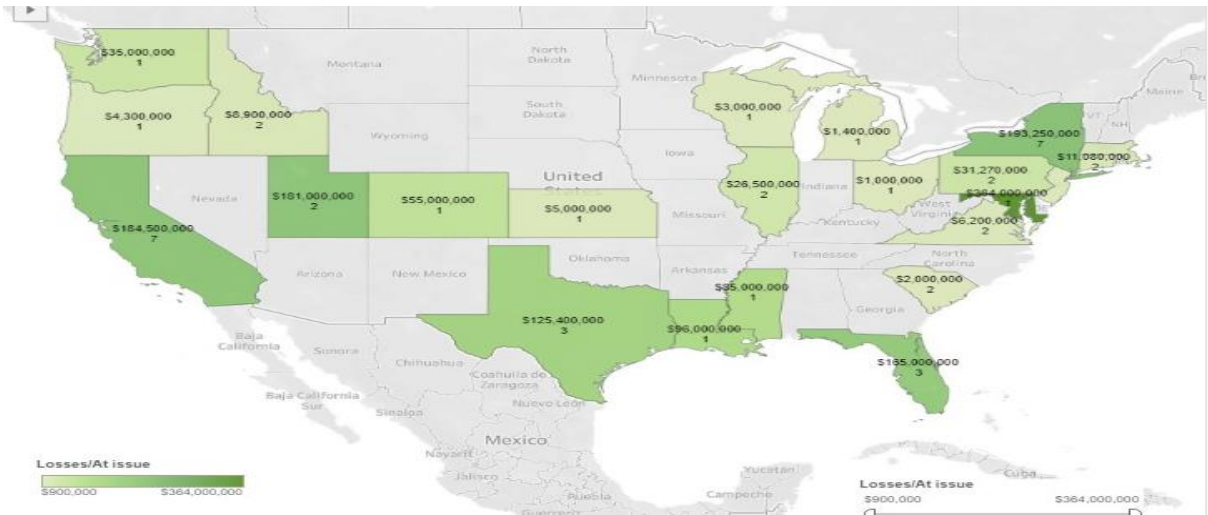 $35,000,000
1
Montana
North
Dakota
Minnesota
Maine
$4,300,000
1
$8,900,000
2
South
Dakota
$3,000,000
1
$1,400,000
1
VT
NH
$193,250,000
7
Wyoming
Iowa
$11,080,000
2
Nevada
$181,000,000
2
$55,000,000
1
United
States
$5,000,000
1
$26,500,000
2
Indiana
$1,000,000
1
$31,270,000
2
$364,000,000
1
$184,500,000
7
Missouri
Kentucky
West
Virginia
$6,200,000
2
Arizona
New Mexico
Oklahoma
Arkansas
Tennessee
North
Carolina
$2,000,000
2
Georgia
$125,400,000
3
$96,000,000
1
1
$165,000,000
3
Baja
California
Sonora
Chihuahua
Coahuila de
Zaragoza
Baja California
Sur
Sinaloa
Nuevo León
Mexico
Nayarit
Jalisco
Puebla
Guerrero
Yucatán
Campeche
Cuba
Losses/At issue
$900,000
$364,000,000
Losses/At issue
$900,000
$364,000,000